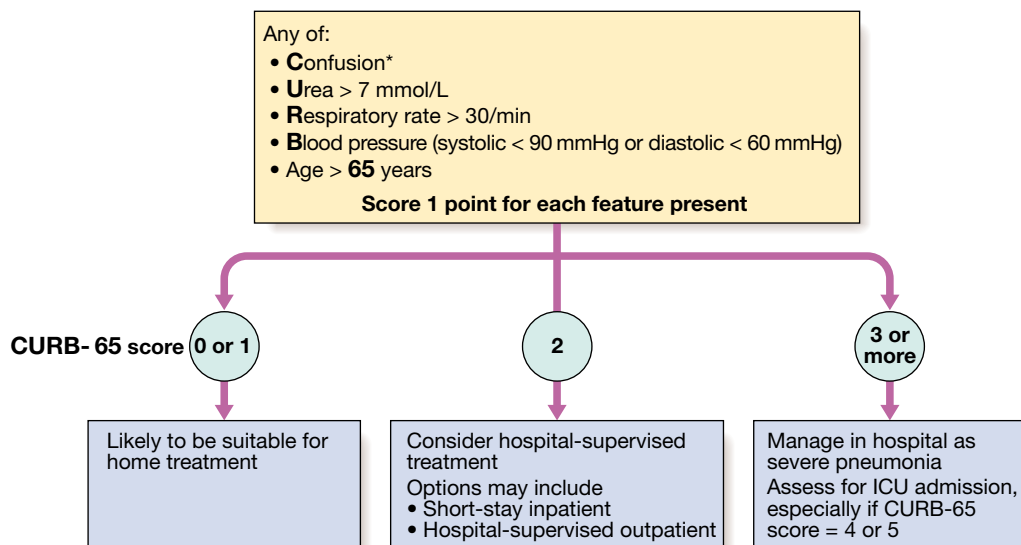 Any of:
• Confusion*
• Urea > 7 mmol/L
• Respiratory rate > 30/min
• Blood pressure (systolic < 90 mmHg or diastolic < 60 mmHg)
• Age > 65 years
Score 1 point for each feature present
CURB- 65 score
0 or 1
2
3 or
more
Likely to be suitable for
home treatment
Consider hospital-supervised
treatment
Options may include
• Short-stay inpatient
• Hospital-supervised outpatient
Manage in hospital as
severe pneumonia
Assess for ICU admission,
especially if CURB-65
score = 4 or 5